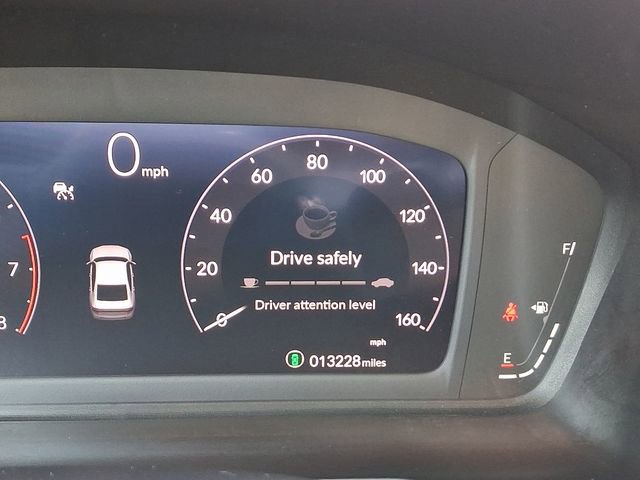 0 mph
80
60
100
40
120
Drive safely
F
7
20
140
Driver attention level
8
0
160
mph
013228 miles
E